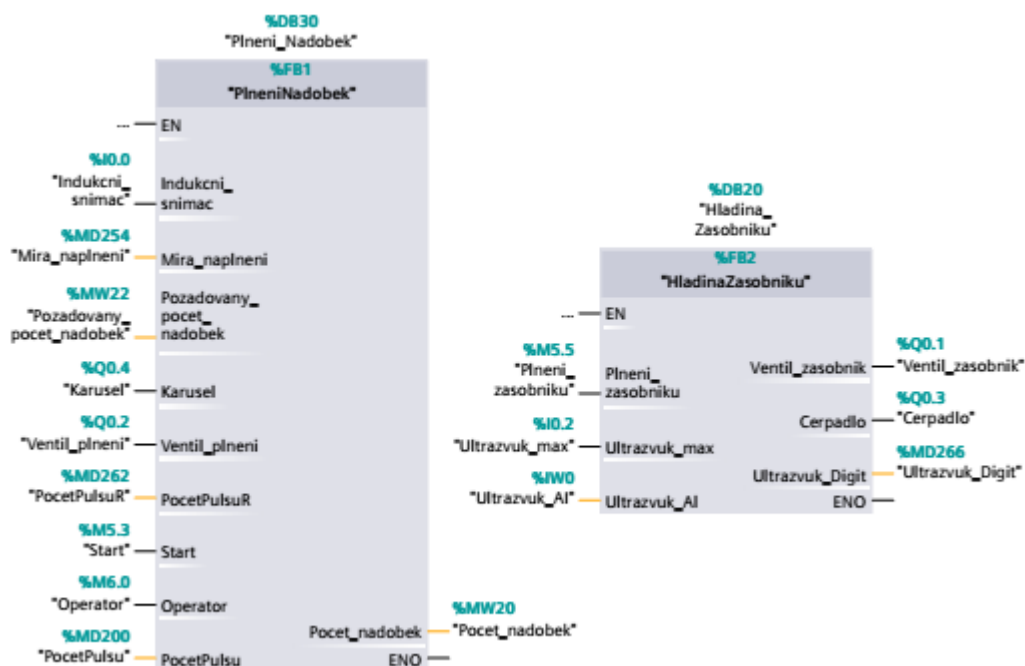 %DB30
"Plneni_Nadobek"
%FB1
"PlneniNadobek"
... EN
%I0.0
"Indukcni_
snimac"
Indukcni_
snimac
%MD254
"Mira_naplneni" Mira_naplneni
%MW22
"Pozadovany_
pocet_nadobek"
Pozadovany_
pocet_
nadobek
%Q0.4
"Karusel" Karusel
%Q0.2
"Ventil_plneni" Ventil_plneni
%MD262
"PocetPulsuR" PocetPulsuR
%M5.3
"Start" Start
%M6.0
"Operator" Operator
%MD200
"PocetPulsu" PocetPulsu
%MW20
Pocet_nadobek "Pocet_nadobek"
ENO
%DB20
"Hladina_
Zasobniku"
%FB2
"HladinaZasobniku"
... EN
%M5.5
"Plneni_
zasobniku"
Plneni_
zasobniku
%I0.2
"Ultrazvuk_max" Ultrazvuk_max
%IW0
"Ultrazvuk_AI" Ultrazvuk_AI
%Q0.1
Ventil_zasobnik "Ventil_zasobnik"
%Q0.3
Cerpadlo "Cerpadlo"
%MD266
Ultrazvuk_Digit "Ultrazvuk_Digit"
ENO